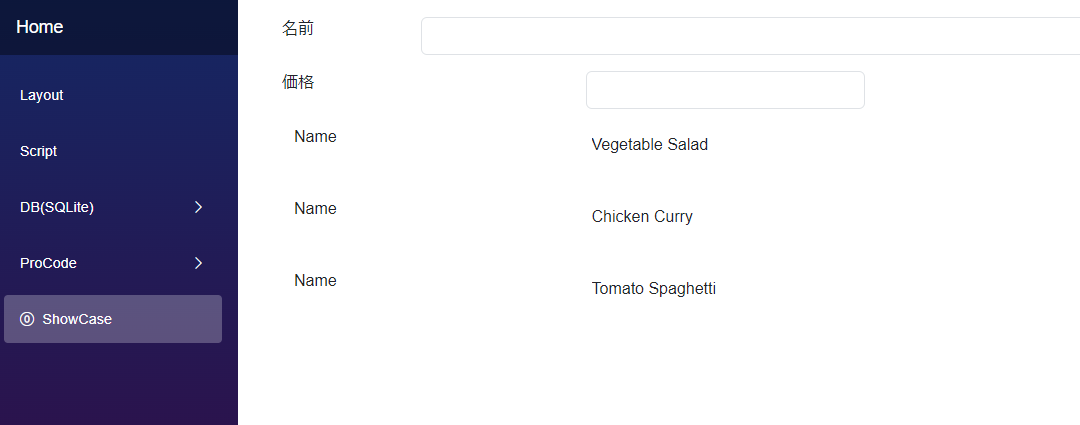 Home
Layout
Script
DB(SQLite)
ProCode
0 ShowCase
名前
価格
Name Vegetable Salad
Name Chicken Curry
Name Tomato Spaghetti